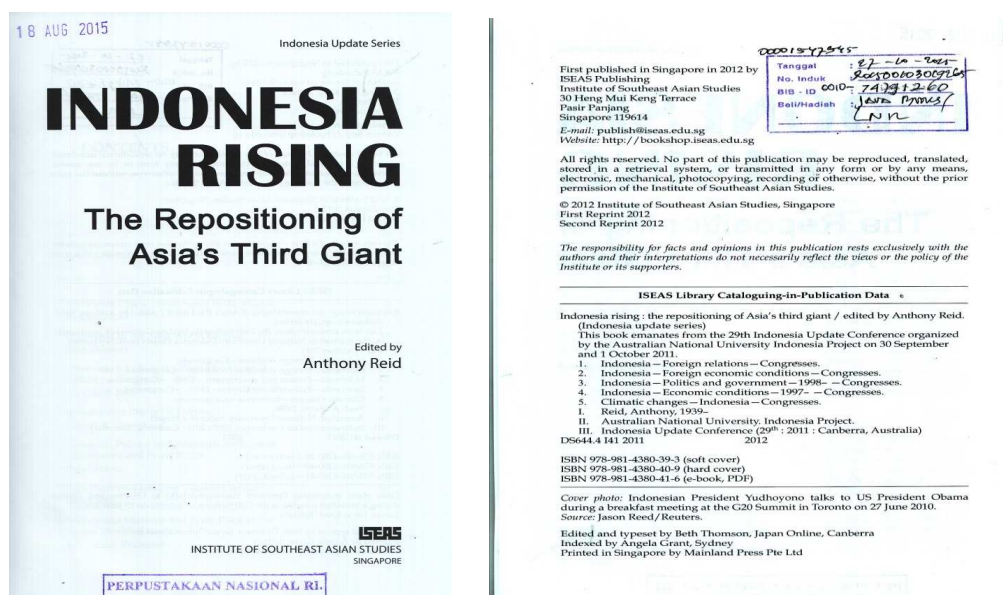 18 AUG 2015
Indonesia Update Series
INDONESIA
RISING
The Repositioning of
Asia's Third Giant
Edited by
Anthony Reid
ISEAS
INSTITUTE OF SOUTHEAST ASIAN STUDIES
SINGAPORE
PERPUSTAKAAN NASIONAL RI.
First published in Singapore in 2012 by
ISEAS Publishing
Institute of Southeast Asian Studies
30 Heng Mui Keng Terrace
Pasir Panjang
Singapore 119614
E-mail: publish@iseas.edu.sg
Website: http://bookshop.iseas.edu.sg
Tanggal :
No. Induk :
BIB - ID
Beli/Hadiah :
All rights reserved. No part of this publication may be reproduced, translated,
stored in a retrieval system, or transmitted in any form or by any means,
electronic, mechanical, photocopying, recording or otherwise, without the prior
permission of the Institute of Southeast Asian Studies.
© 2012 Institute of Southeast Asian Studies, Singapore
First Reprint 2012
Second Reprint 2012
The responsibility for facts and opinions in this publication rests exclusively with the
authors and their interpretations do not necessarily reflect the views or the policy of the
Institute or its supporters.
ISEAS Library Cataloguing-in-Publication Data
Indonesia rising : the repositioning of Asia's third giant / edited by Anthony Reid.
(Indonesia update series)
This book emanates from the 29th Indonesia Update Conference organized
by the Australian National University Indonesia Project on 30 September
and 1 October 2011.
1. Indonesia—Foreign relations—Congresses.
2. Indonesia—Foreign economic conditions—Congresses.
3. Indonesia—Politics and government—1998- —Congresses.
4. Indonesia—Economic conditions—1997- —Congresses.
5. Climatic changes—Indonesia—Congresses.
I. Reid, Anthony, 1939–
II. Australian National University. Indonesia Project.
III. Indonesia Update Conference (29th : 2011 : Canberra, Australia)
DS644.4 I41 2011 2012
ISBN 978-981-4380-39-3 (soft cover)
ISBN 978-981-4380-40-9 (hard cover)
ISBN 978-981-4380-41-6 (e-book, PDF)
Cover photo: Indonesian President Yudhoyono talks to US President Obama
during a breakfast meeting at the G20 Summit in Toronto on 27 June 2010.
Source: Jason Reed/Reuters.
Edited and typeset by Beth Thomson, Japan Online, Canberra
Indexed by Angela Grant, Sydney
Printed in Singapore by Mainland Press Pte Ltd